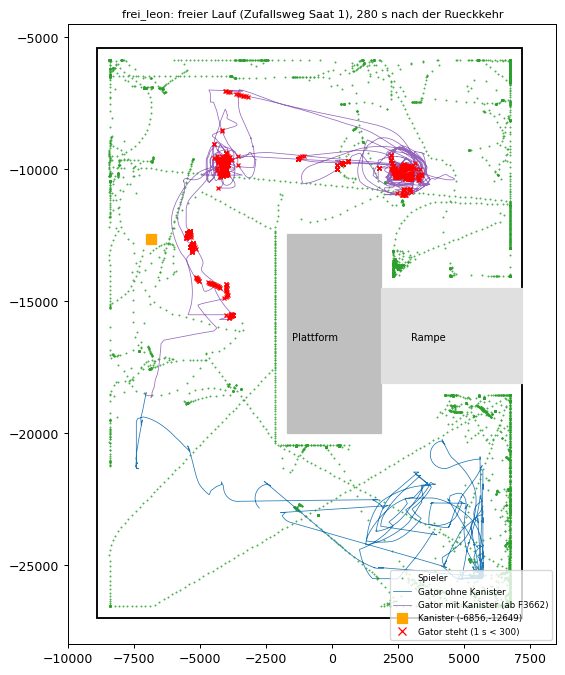 frei_leon: freier Lauf (Zufallsweg Saat 1), 280 s nach der Rueckkehr
−5000
−10000
−15000
−20000
−25000
Plattform
Rampe
Spieler
Gator ohne Kanister
Gator mit Kanister (ab F3662)
Kanister (-6856,-12649)
Gator steht (1 s < 300)
−10000
−7500
−5000
−2500
0
2500
5000
7500